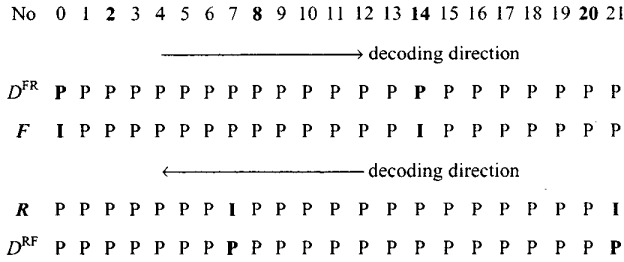 No 0 1 2 3 4 5 6 7 8 9 10 11 12 13 14 15 16 17 18 19 20 21
decoding direction
D^FR P P P P P P P P P P P P P P P P P P P P P P
F I P P P P P P P P P P P P P I P P P P P P P
decoding direction
R P P P P P P P I P P P P P P P P P P P P P I
D^RF P P P P P P P P P P P P P P P P P P P P P P